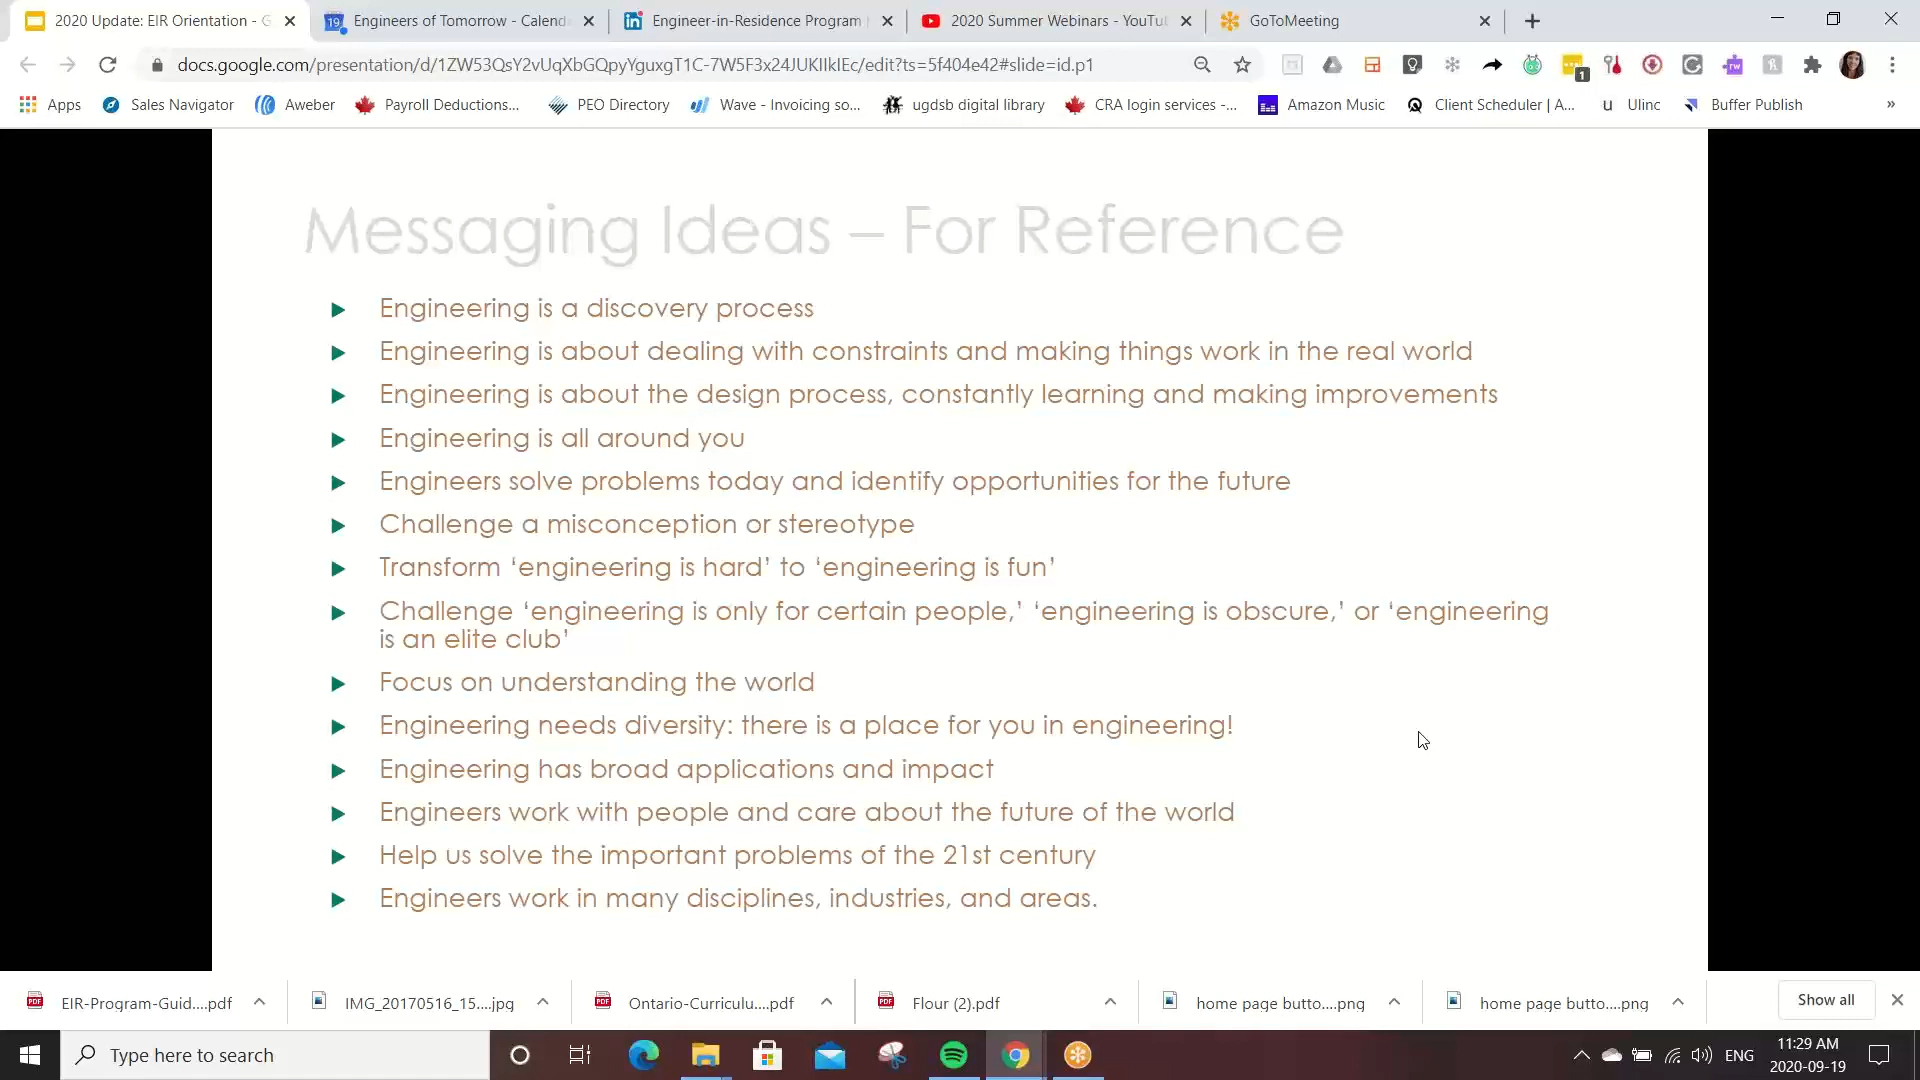 2020 Update: EIR Orientation - G
Engineers of Tomorrow - Calend
Engineer-in-Residence Program
2020 Summer Webinars - YouTu
GoToMeeting
docs.google.com/presentation/d/1ZW53QsY2vUqXbGQpyYguxgT1C-7W5F3x24JUKIIkIEc/edit?ts=5f404e42#slide=id.p1
Apps
Sales Navigator
Aweber
Payroll Deductions...
PEO Directory
Wave - Invoicing so...
ugdsb digital library
CRA login services -...
Amazon Music
Client Scheduler | A...
Ulinc
Buffer Publish
»
Messaging Ideas – For Reference
Engineering is a discovery process
Engineering is about dealing with constraints and making things work in the real world
Engineering is about the design process, constantly learning and making improvements
Engineering is all around you
Engineers solve problems today and identify opportunities for the future
Challenge a misconception or stereotype
Transform ‘engineering is hard’ to ‘engineering is fun’
Challenge ‘engineering is only for certain people,’ ‘engineering is obscure,’ or ‘engineering
is an elite club’
Focus on understanding the world
Engineering needs diversity: there is a place for you in engineering!
Engineering has broad applications and impact
Engineers work with people and care about the future of the world
Help us solve the important problems of the 21st century
Engineers work in many disciplines, industries, and areas.
EIR-Program-Guid....pdf
IMG_20170516_15....jpg
Ontario-Curriculu....pdf
Flour (2).pdf
home page butto....png
home page butto....png
Show all
Type here to search
ENG
11:29 AM
2020-09-19